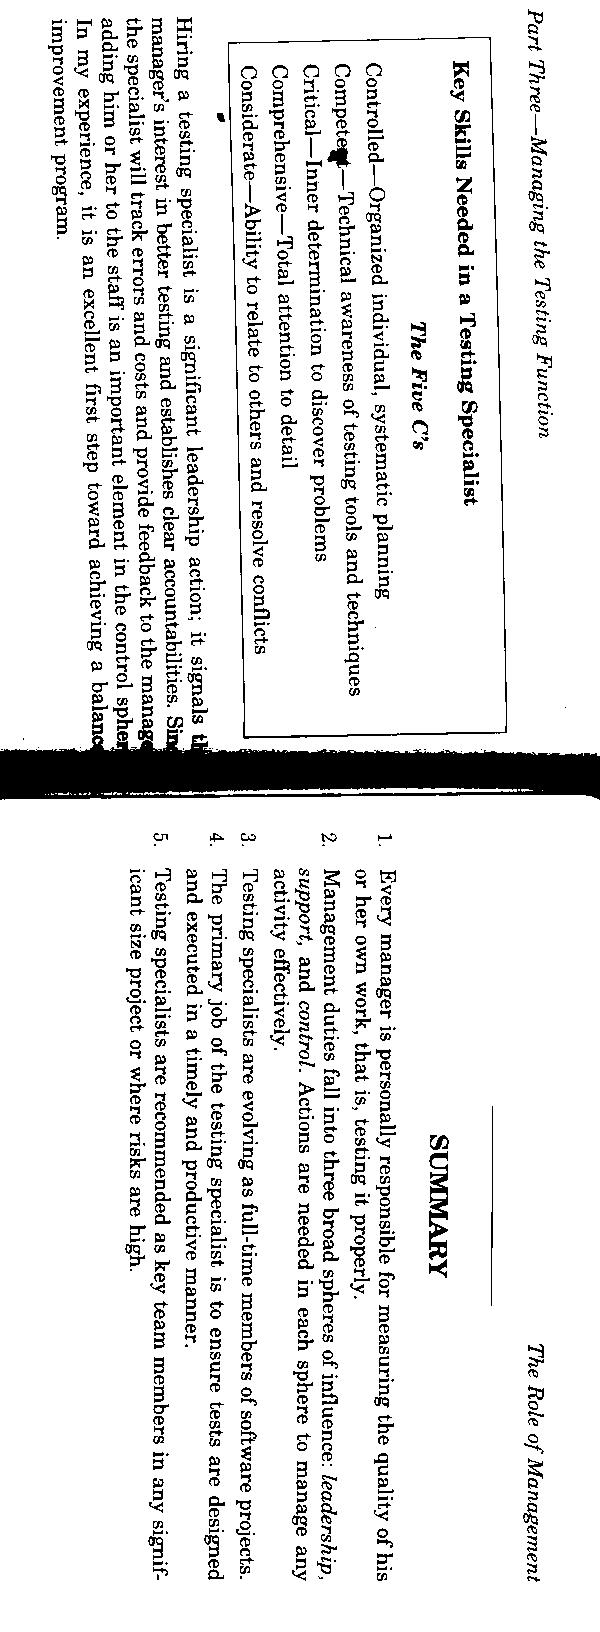 Part Three—Managing the Testing Function
Key Skills Needed in a Testing Specialist
The Five C's
Controlled—Organized individual, systematic planning
Competent—Technical awareness of testing tools and techniques
Critical—Inner determination to discover problems
Comprehensive—Total attention to detail
Considerate—Ability to relate to others and resolve conflicts
Hiring a testing specialist is a significant leadership action; it signals th
manager's interest in better testing and establishes clear accountabilities. Sinc
the specialist will track errors and costs and provide feedback to the manage
adding him or her to the staff is an important element in the control spher
In my experience, it is an excellent first step toward achieving a balanc
improvement program.
The Role of Management
SUMMARY
1. Every manager is personally responsible for measuring the quality of his
or her own work, that is, testing it properly.
2. Management duties fall into three broad spheres of influence: leadership,
support, and control. Actions are needed in each sphere to manage any
activity effectively.
3. Testing specialists are evolving as full-time members of software projects.
4. The primary job of the testing specialist is to ensure tests are designed
and executed in a timely and productive manner.
5. Testing specialists are recommended as key team members in any signif-
icant size project or where risks are high.